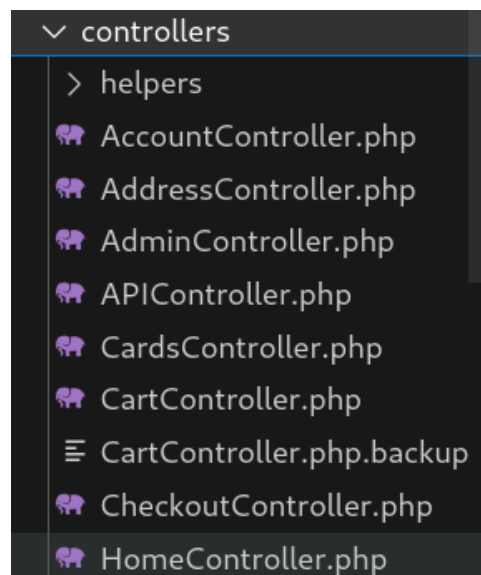 controllers
helpers
AccountController.php
AddressController.php
AdminController.php
APIController.php
CardsController.php
CartController.php
CartController.php.backup
CheckoutController.php
HomeController.php